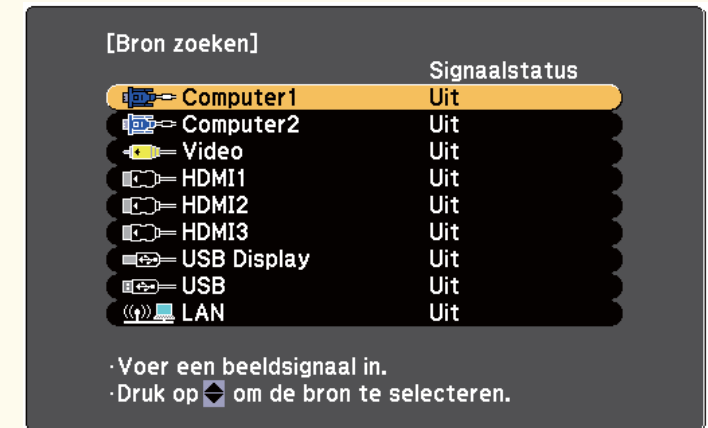 [Bron zoeken]
Signaalstatus
Computer1 Uit
Computer2 Uit
Video Uit
HDMI1 Uit
HDMI2 Uit
HDMI3 Uit
USB Display Uit
USB Uit
LAN Uit
·Voer een beeldsignaal in.
·Druk op om de bron te selecteren.